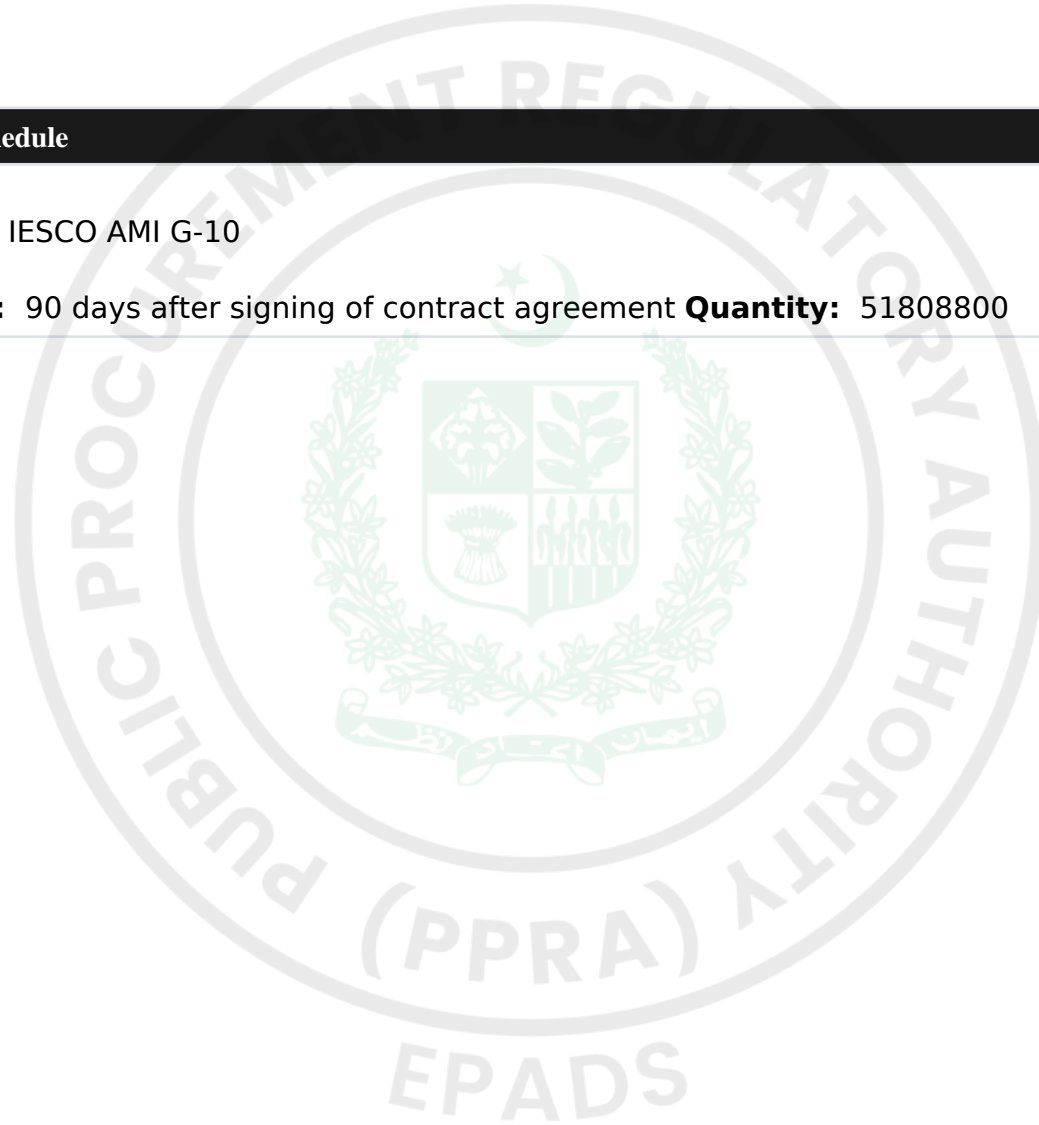 edule
IESCO AMI G-10
: 90 days after signing of contract agreement Quantity: 51808800
PUBLIC PROCUREMENT REGULATORY AUTHORITY
(PPRA)
EPADS